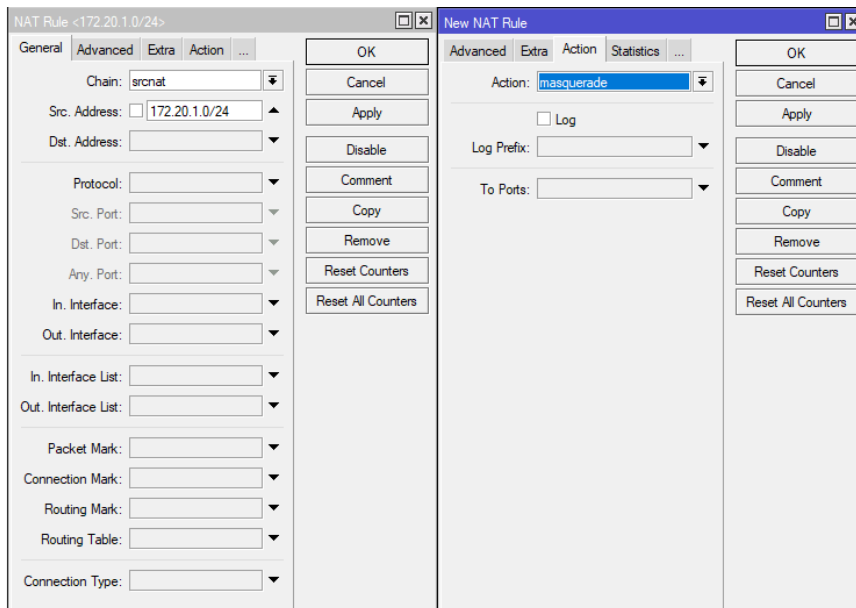 NAT Rule <172.20.1.0/24>
General Advanced Extra Action ...
Chain: srcnat
Src. Address: 172.20.1.0/24
Dst. Address:
Protocol:
Src. Port:
Dst. Port:
Any. Port:
In. Interface:
Out. Interface:
In. Interface List:
Out. Interface List:
Packet Mark:
Connection Mark:
Routing Mark:
Routing Table:
Connection Type:
OK
Cancel
Apply
Disable
Comment
Copy
Remove
Reset Counters
Reset All Counters
New NAT Rule
Advanced Extra Action Statistics ...
Action: masquerade
Log
Log Prefix:
To Ports:
OK
Cancel
Apply
Disable
Comment
Copy
Remove
Reset Counters
Reset All Counters